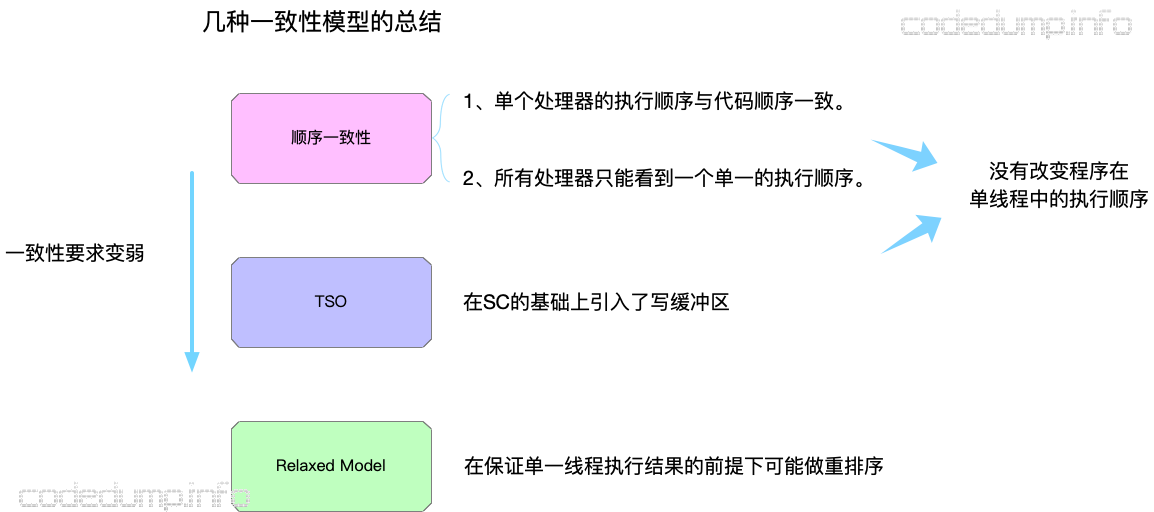 几种一致性模型的总结
codedump.info
顺序一致性
1、单个处理器的执行顺序与代码顺序一致。
2、所有处理器只能看到一个单一的执行顺序。
没有改变程序在
单线程中的执行顺序
一致性要求变弱
TSO
在SC的基础上引入了写缓冲区
Relaxed Model
在保证单一线程执行结果的前提下可能做重排序
codedump.info